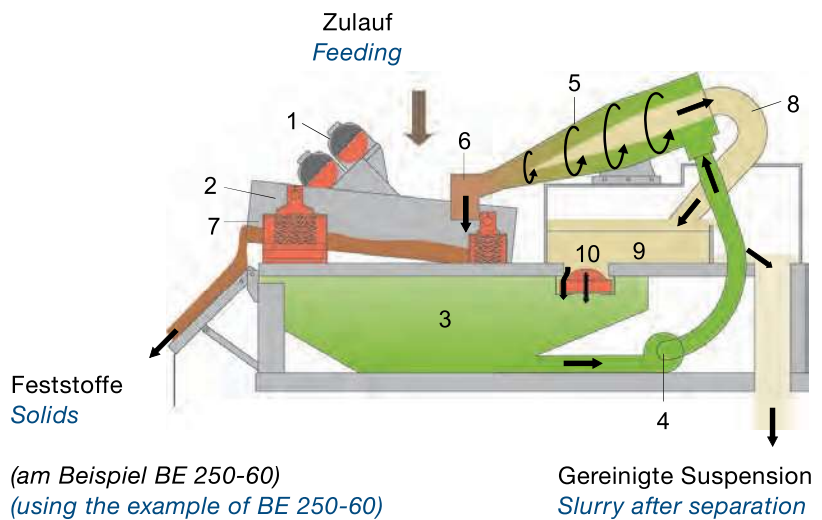 Zulauf
Feeding
5
8
1
6
2
7
10
9
3
4
Feststoffe
Solids
(am Beispiel BE 250-60)
(using the example of BE 250-60)
Gereinigte Suspension
Slurry after separation